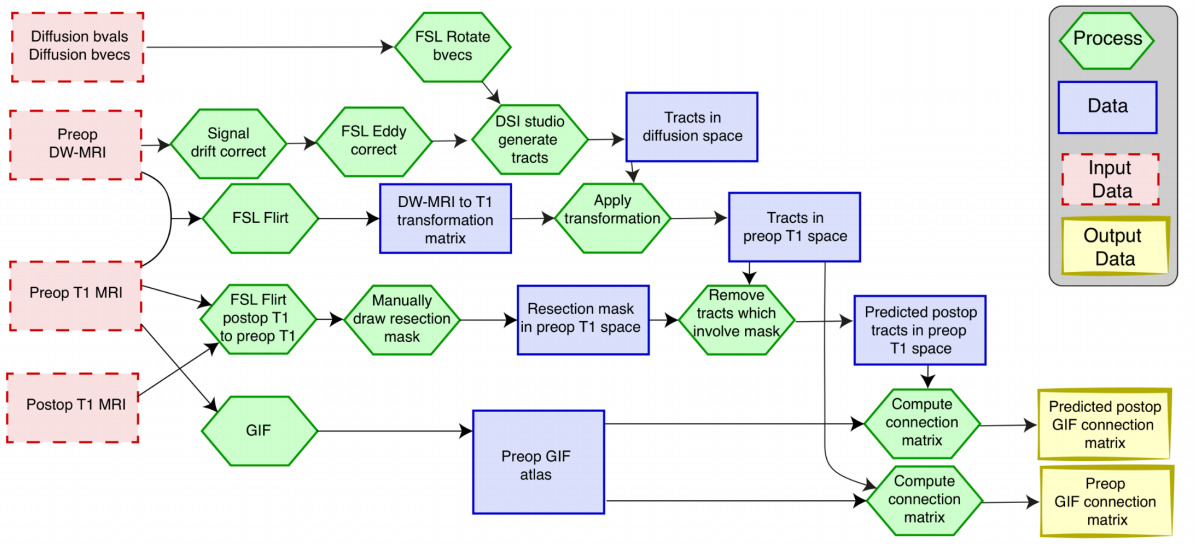 Diffusion bvals
Diffusion bvecs
FSL Rotate
bvecs
Process
Data
Input
Data
Output
Data
Preop
DW-MRI
Signal
drift correct
FSL Eddy
correct
DSI studio
generate
tracts
Tracts in
diffusion space
FSL Flirt
DW-MRI to T1
transformation
matrix
Apply
transformation
Tracts in
preop T1 space
Preop T1 MRI
FSL Flirt
postop T1
to preop T1
Manually
draw resection
mask
Resection mask
in preop T1 space
Remove
tracts which
involve mask
Predicted postop
tracts in preop
T1 space
Postop T1 MRI
GIF
Preop GIF
atlas
Compute
connection
matrix
Predicted postop
GIF connection
matrix
Compute
connection
matrix
Preop
GIF connection
matrix